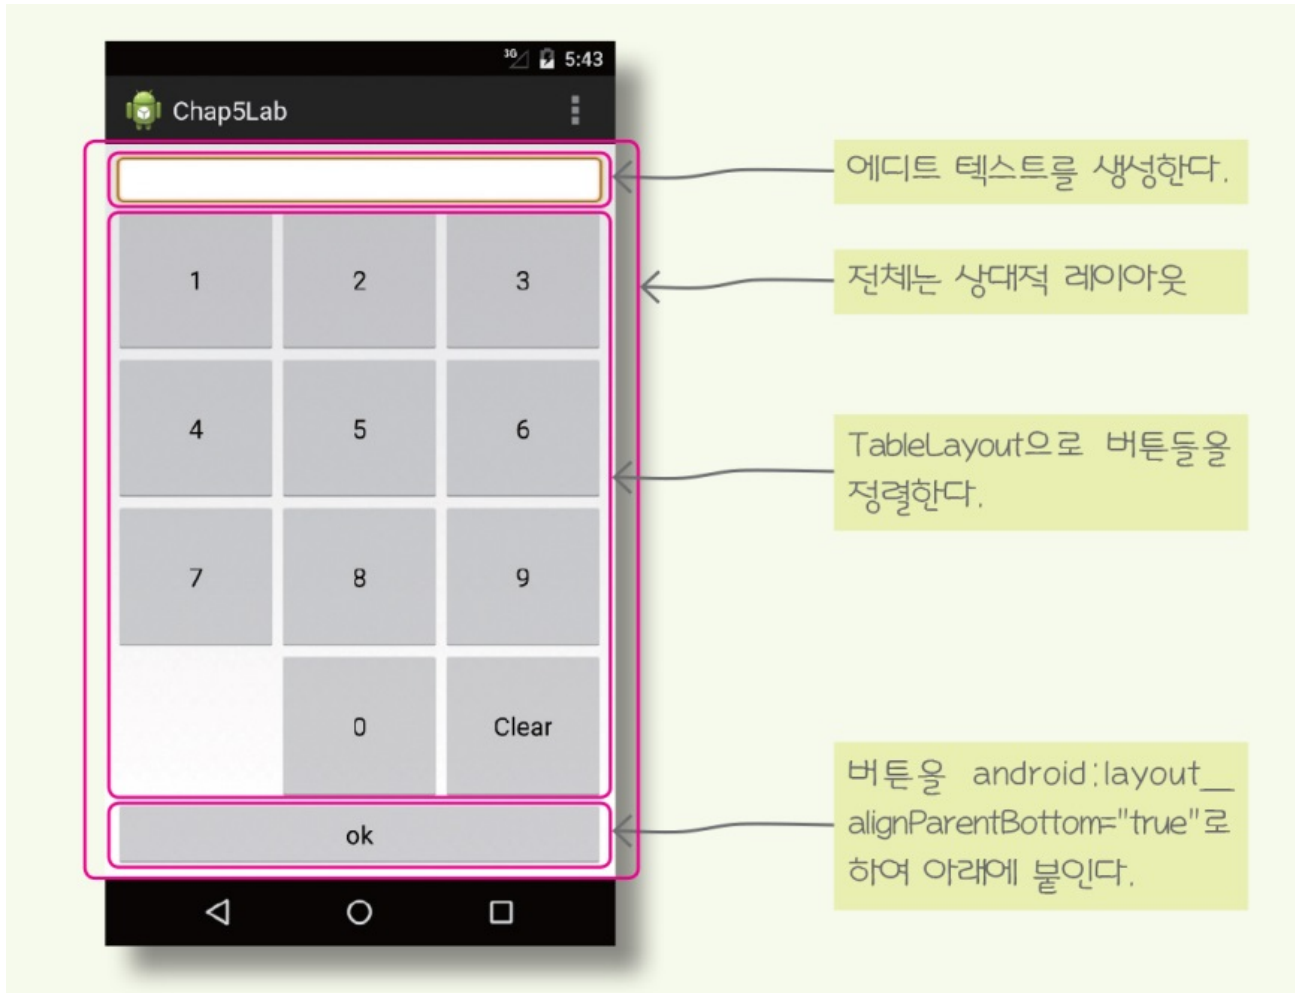 3G 5:43
Chap5Lab
에디트 텍스트를 생성한다.
1 2 3
전체는 상대적 레이아웃
4 5 6
TableLayout으로 버튼들을
정렬한다.
7 8 9
0 Clear
버튼을 android:layout_
alignParentBottom="true"로
하여 아래에 붙인다.
ok